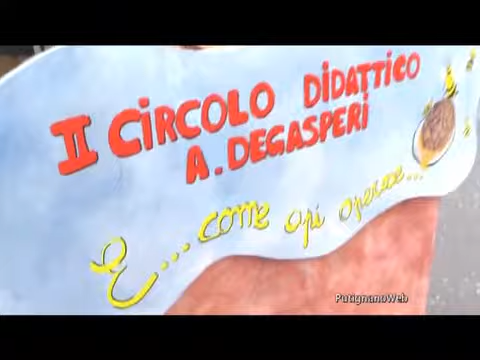 II CIRCOLO DIDATTICO
A. DEGASPERI
E... come api operose...
PutignanoWeb